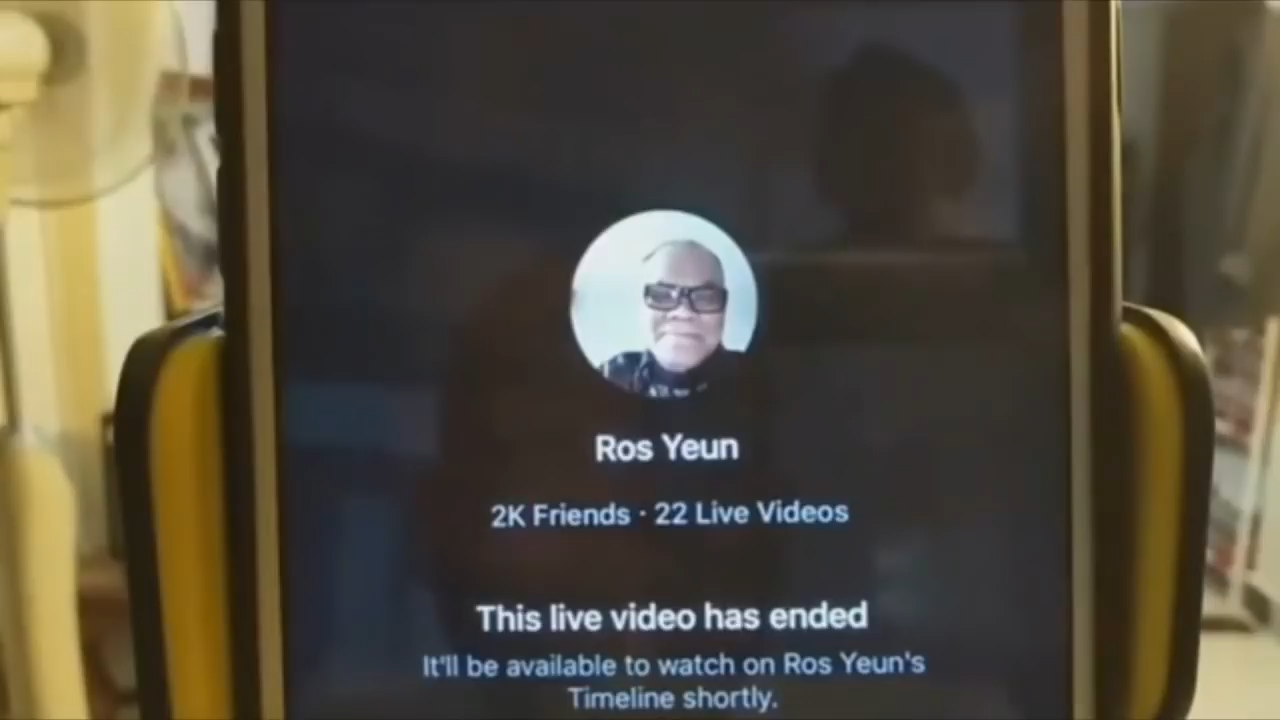 Ros Yeun
2K Friends · 22 Live Videos
This live video has ended
It'll be available to watch on Ros Yeun's
Timeline shortly.